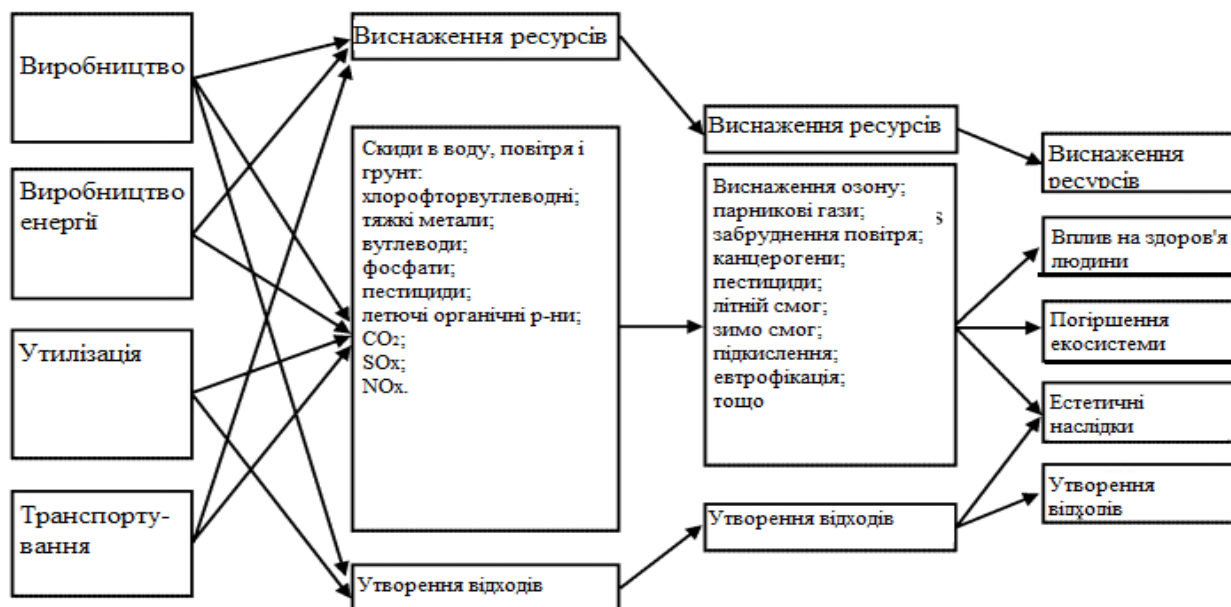 Виробництво
Виробництво
енергії
Утилізація
Транспорту-
вання
Виснаження ресурсів
Скиди в воду, повітря і
грунт:
хлорофторвуглеводні;
тяжкі метали;
вуглеводи;
фосфати;
пестициди;
летючі органічні р-ни;
CO₂;
SOx;
NOx.
Утворення відходів
Виснаження ресурсів
Виснаження озону;
парникові гази;
забруднення повітря;
s
канцерогени;
пестициди;
літній смог;
зимо смог;
підкислення;
евтрофікація;
тощо
Утворення відходів
Виснаження
ресурсів
Вплив на здоров'я
людини
Погіршення
екосистеми
Естетичні
наслідки
Утворення
відходів